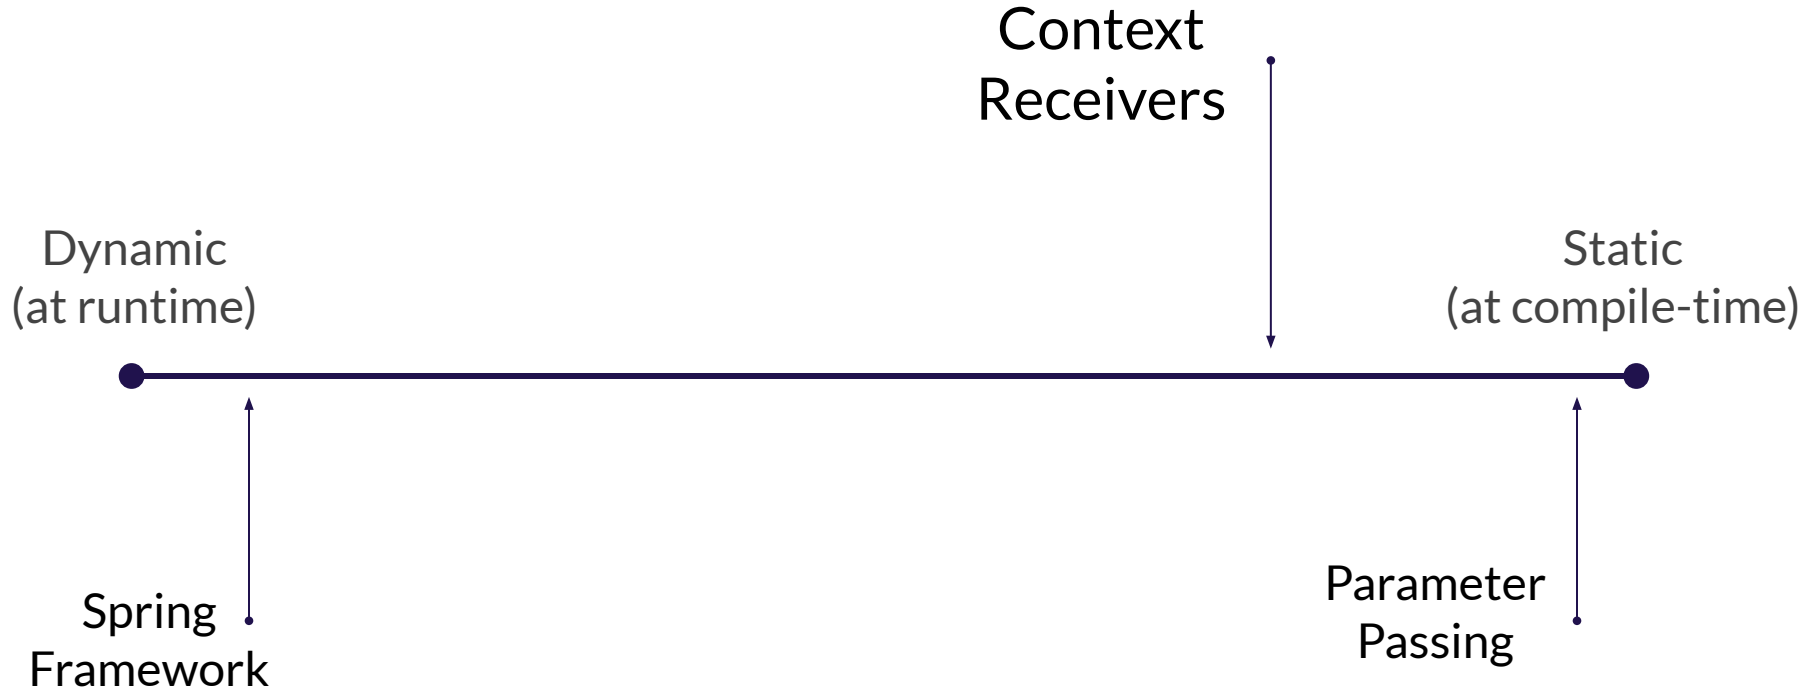 Context
Receivers
Dynamic
(at runtime)
Static
(at compile-time)
Spring
Framework
Parameter
Passing